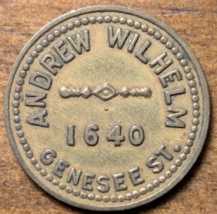 ANDREW WILHELM
1640
GENESEE ST.